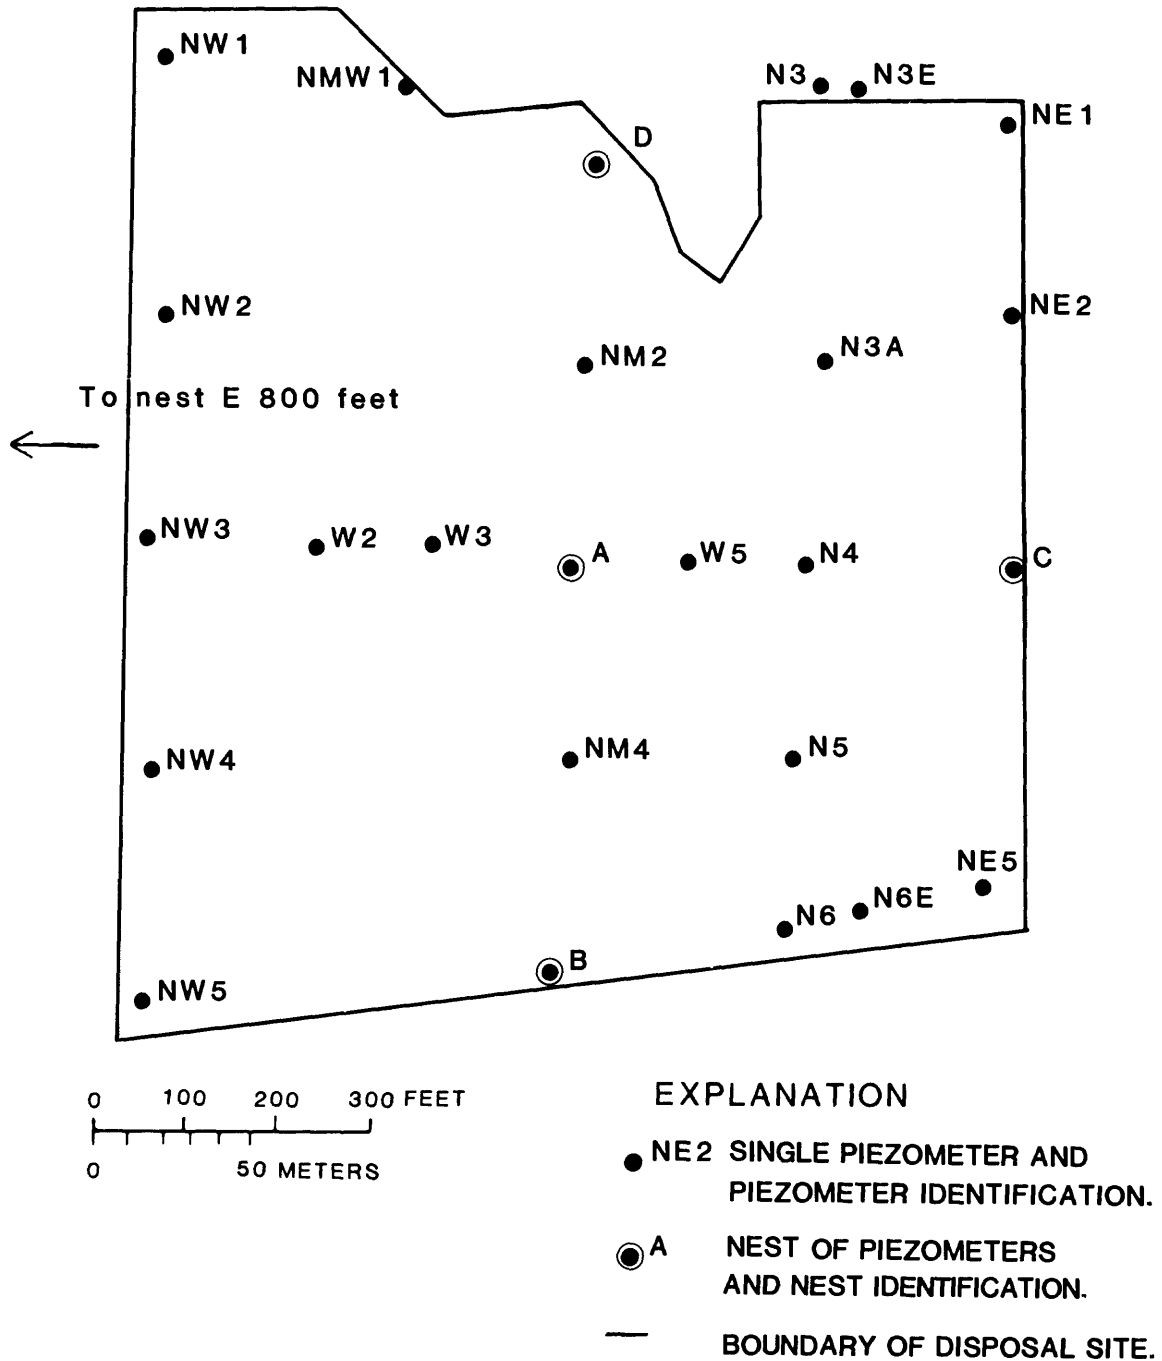 NW1
NMW1
N3
N3E
NE1
D
NW2
NE2
NM2
N3A
To nest E 800 feet
NW3
W2
W3
A
W5
N4
C
NW4
NM4
N5
NE5
N6
N6E
B
NW5
0 100 200 300 FEET
0 50 METERS
EXPLANATION
NE2 SINGLE PIEZOMETER AND
PIEZOMETER IDENTIFICATION.
A NEST OF PIEZOMETERS
AND NEST IDENTIFICATION.
BOUNDARY OF DISPOSAL SITE.